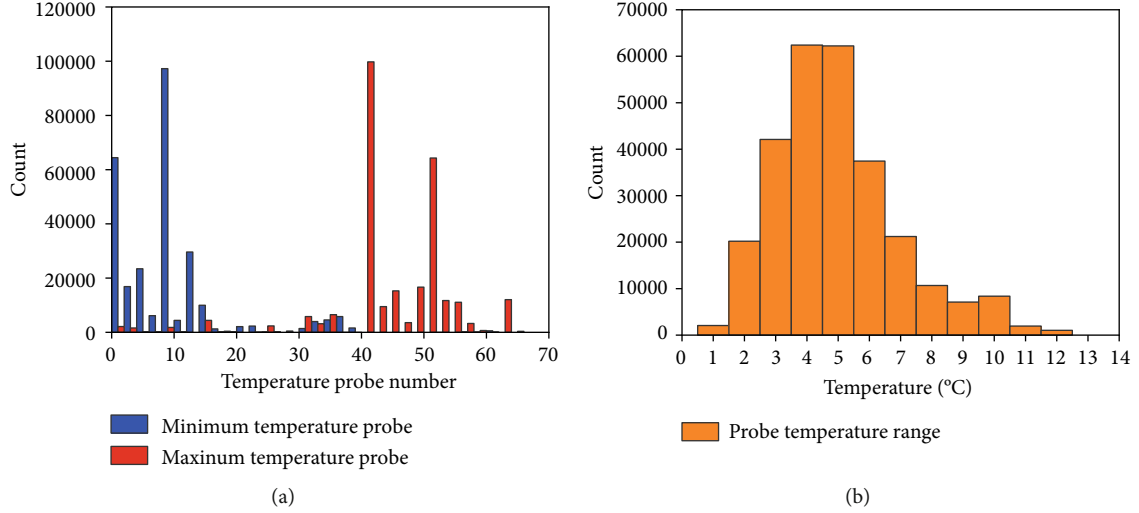 120000
100000
80000
60000
40000
20000
0
Count
0 10 20 30 40 50 60 70
Temperature probe number
Minimum temperature probe
Maxinum temperature probe
(a)
70000
60000
50000
40000
30000
20000
10000
0
Count
0 1 2 3 4 5 6 7 8 9 10 11 12 13 14
Temperature (ºC)
Probe temperature range
(b)